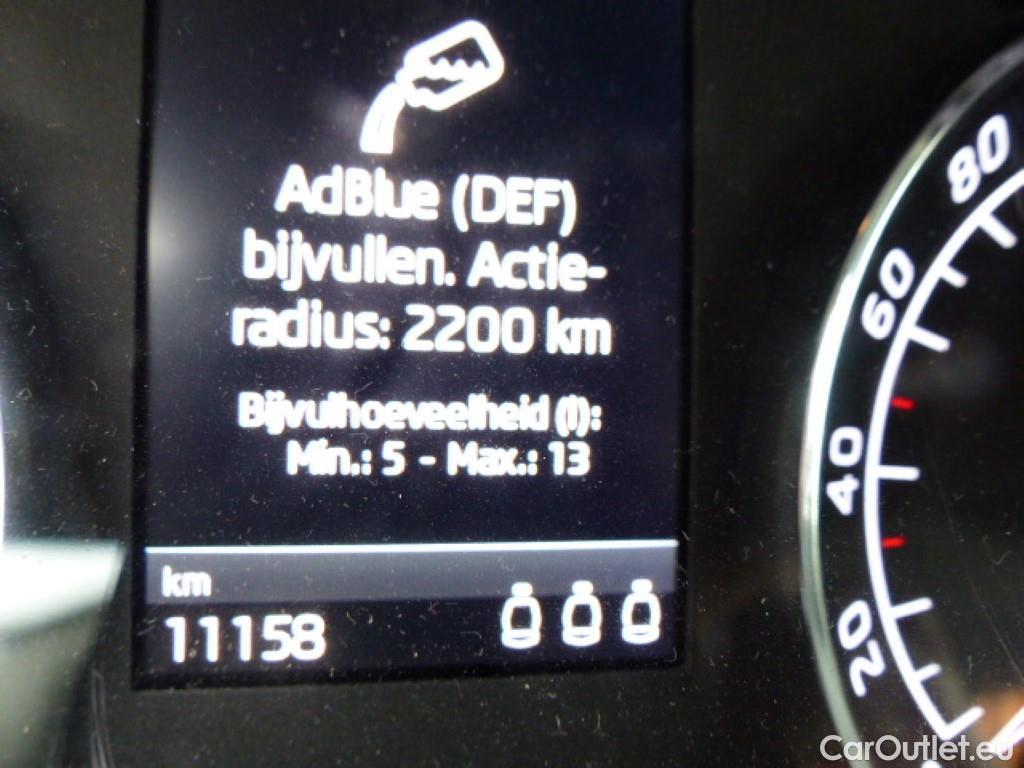 AdBlue (DEF)
bijvullen. Actie-
radius: 2200 km
Bijvulhoeveelheid (l):
Min.: 5 - Max.: 13
km
11158
80
60
40
20
CarOutlet.eu